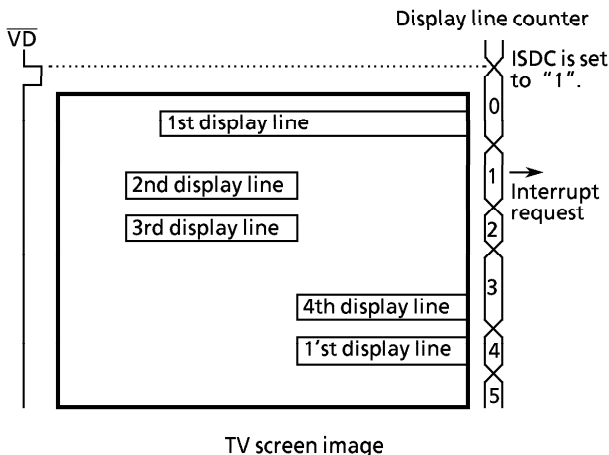 Display line counter
VD
ISDC is set
to "1".
0
1st display line
1
Interrupt
request
2nd display line
2
3rd display line
3
4th display line
1'st display line
4
5
TV screen image